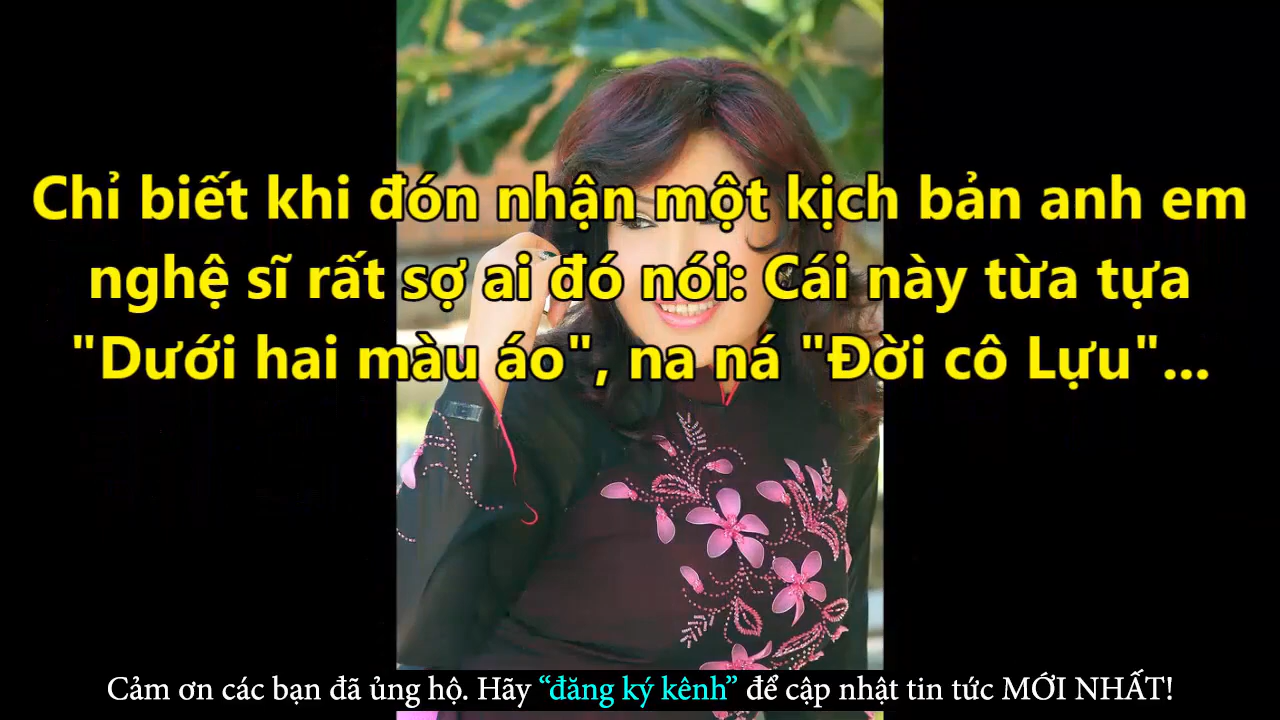 Chỉ biết khi đón nhận một kịch bản anh em
nghệ sĩ rất sợ ai đó nói: Cái này từa tựa
"Dưới hai màu áo", na ná "Đời cô Lựu"...
Cảm ơn các bạn đã ủng hộ. Hãy “đăng ký kênh” để cập nhật tin tức MỚI NHẤT!